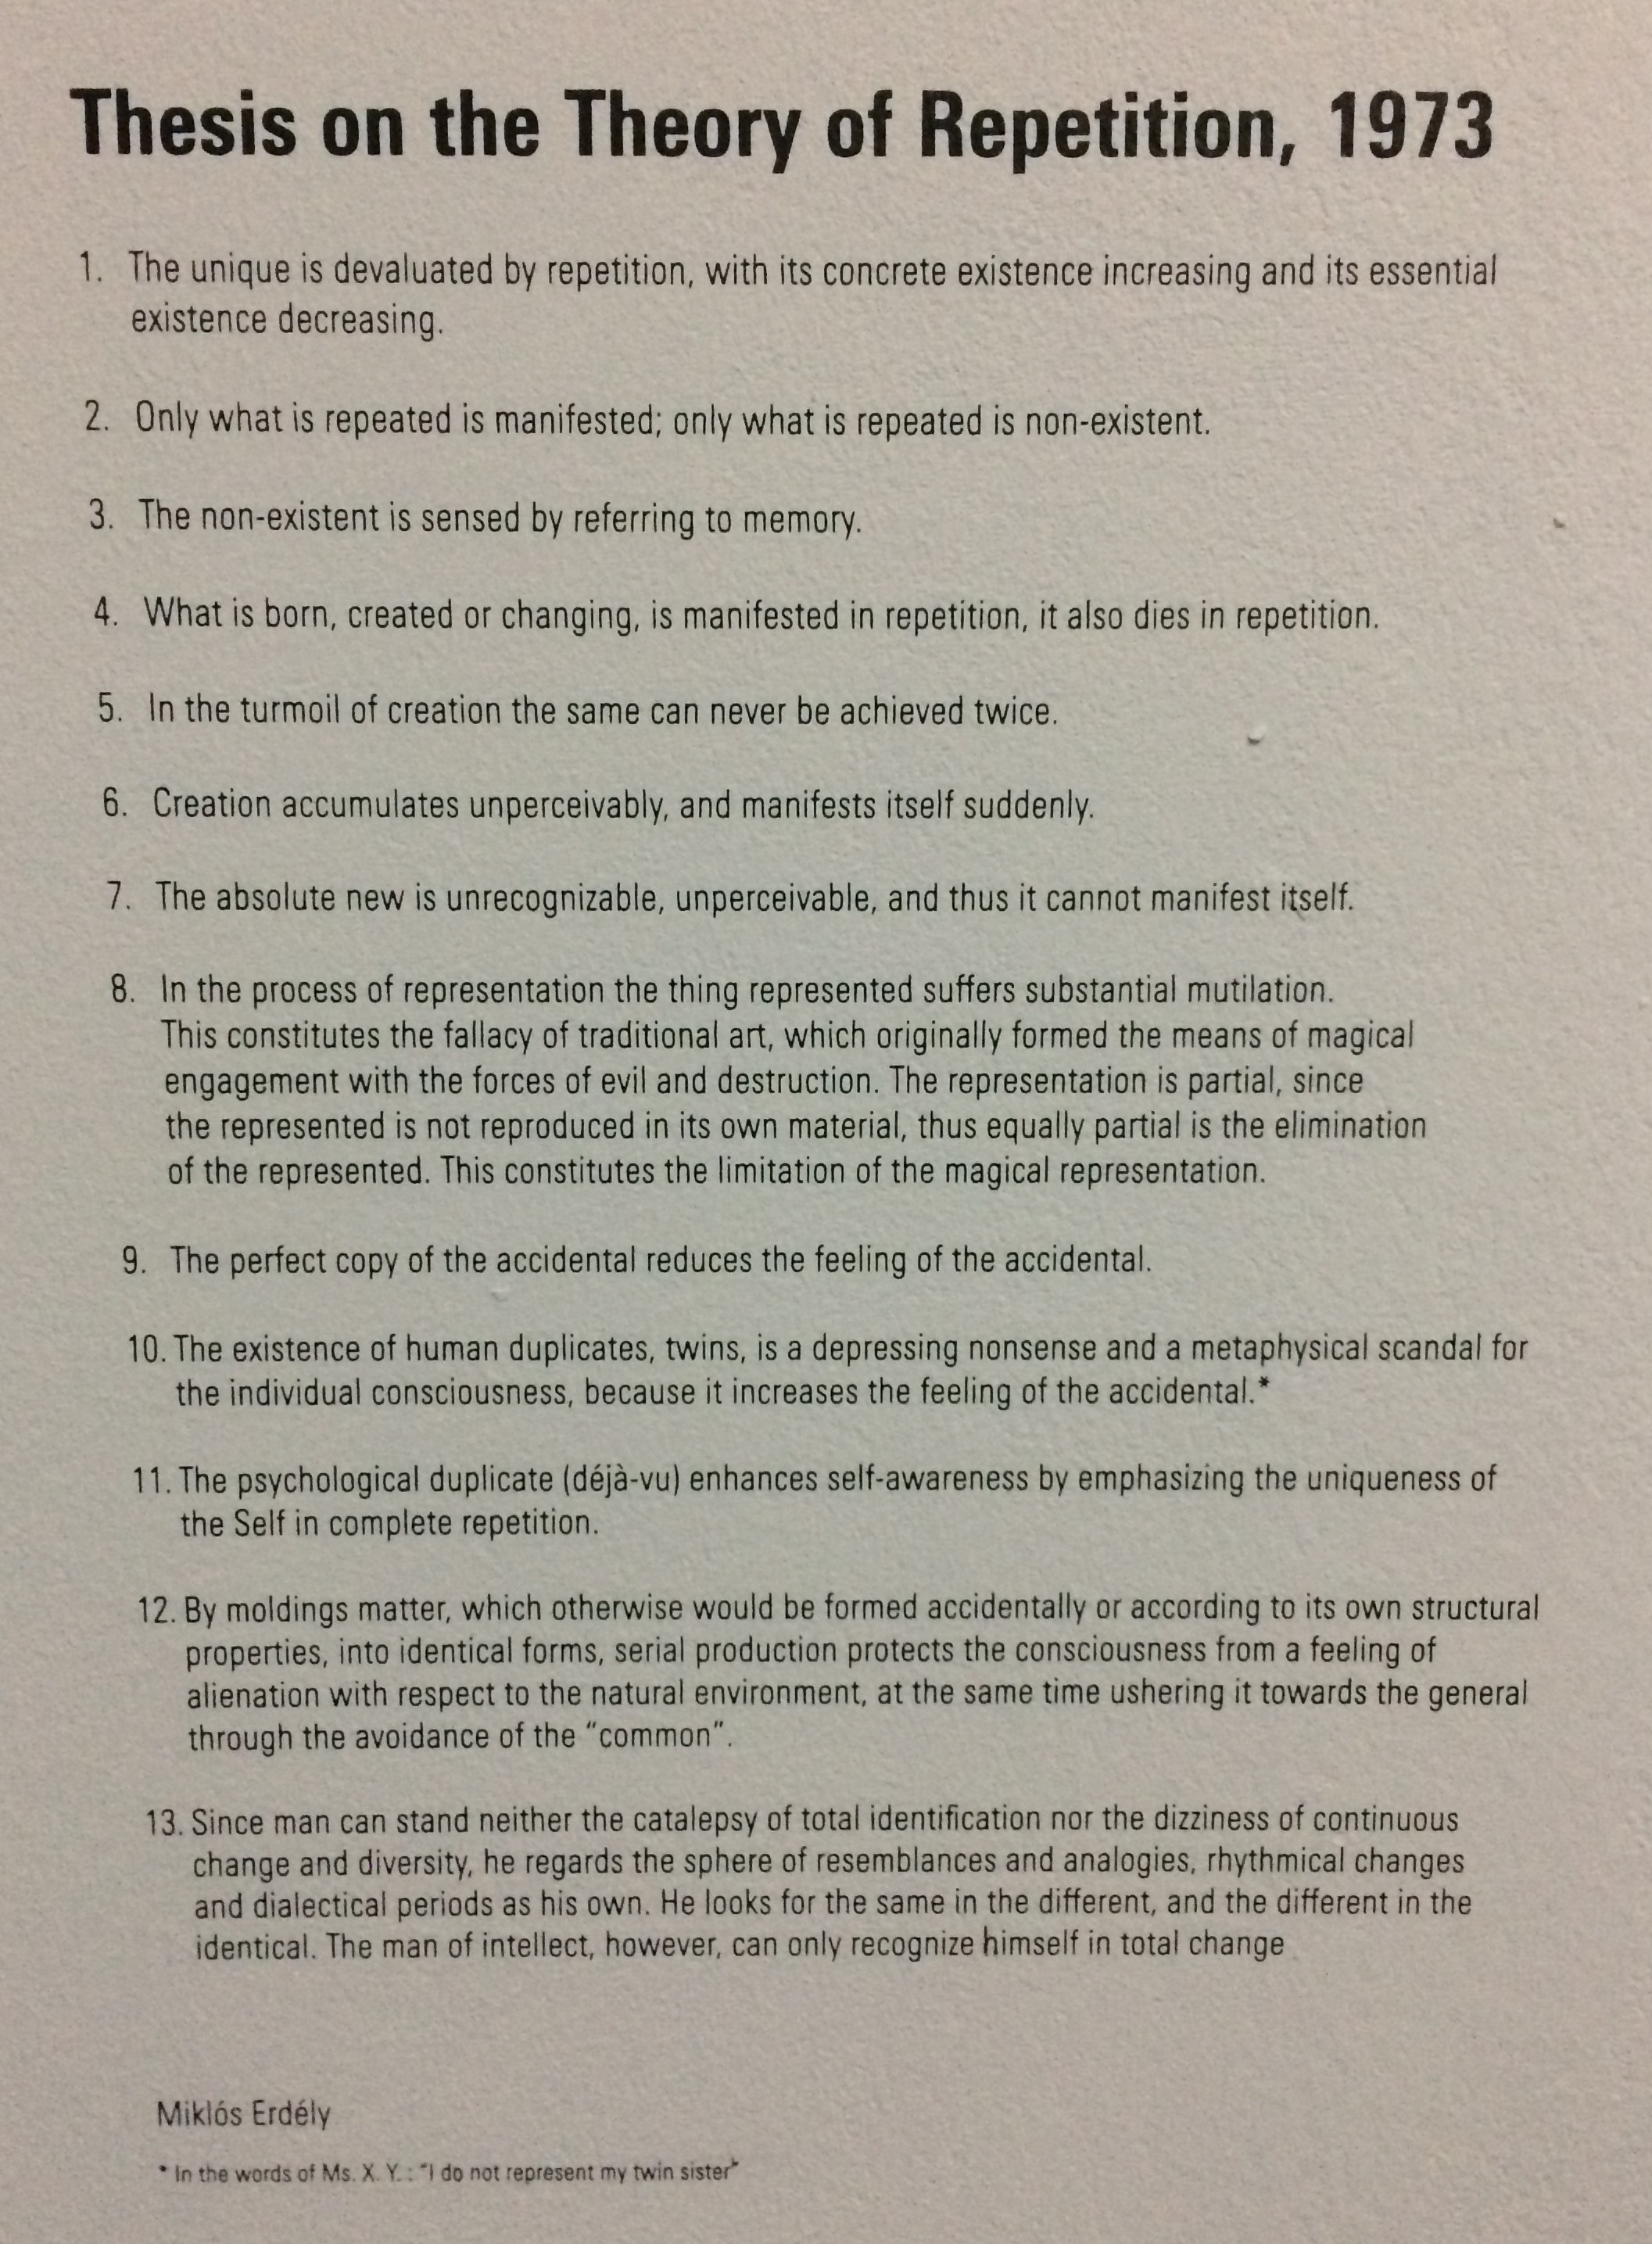 Thesis on the Theory of Repetition, 1973
1. The unique is devaluated by repetition, with its concrete existence increasing and its essential
existence decreasing.
2. Only what is repeated is manifested; only what is repeated is non-existent.
3. The non-existent is sensed by referring to memory.
4. What is born, created or changing, is manifested in repetition, it also dies in repetition.
5. In the turmoil of creation the same can never be achieved twice.
6. Creation accumulates unperceivably, and manifests itself suddenly.
7. The absolute new is unrecognizable, unperceivable, and thus it cannot manifest itself.
8. In the process of representation the thing represented suffers substantial mutilation.
This constitutes the fallacy of traditional art, which originally formed the means of magical
engagement with the forces of evil and destruction. The representation is partial, since
the represented is not reproduced in its own material, thus equally partial is the elimination
of the represented. This constitutes the limitation of the magical representation.
9. The perfect copy of the accidental reduces the feeling of the accidental.
10. The existence of human duplicates, twins, is a depressing nonsense and a metaphysical scandal for
the individual consciousness, because it increases the feeling of the accidental.*
11. The psychological duplicate (déjà-vu) enhances self-awareness by emphasizing the uniqueness of
the Self in complete repetition.
12. By moldings matter, which otherwise would be formed accidentally or according to its own structural
properties, into identical forms, serial production protects the consciousness from a feeling of
alienation with respect to the natural environment, at the same time ushering it towards the general
through the avoidance of the “common”.
13. Since man can stand neither the catalepsy of total identification nor the dizziness of continuous
change and diversity, he regards the sphere of resemblances and analogies, rhythmical changes
and dialectical periods as his own. He looks for the same in the different, and the different in the
identical. The man of intellect, however, can only recognize himself in total change
Miklós Erdély
* In the words of Ms. X. Y.: “I do not represent my twin sister”